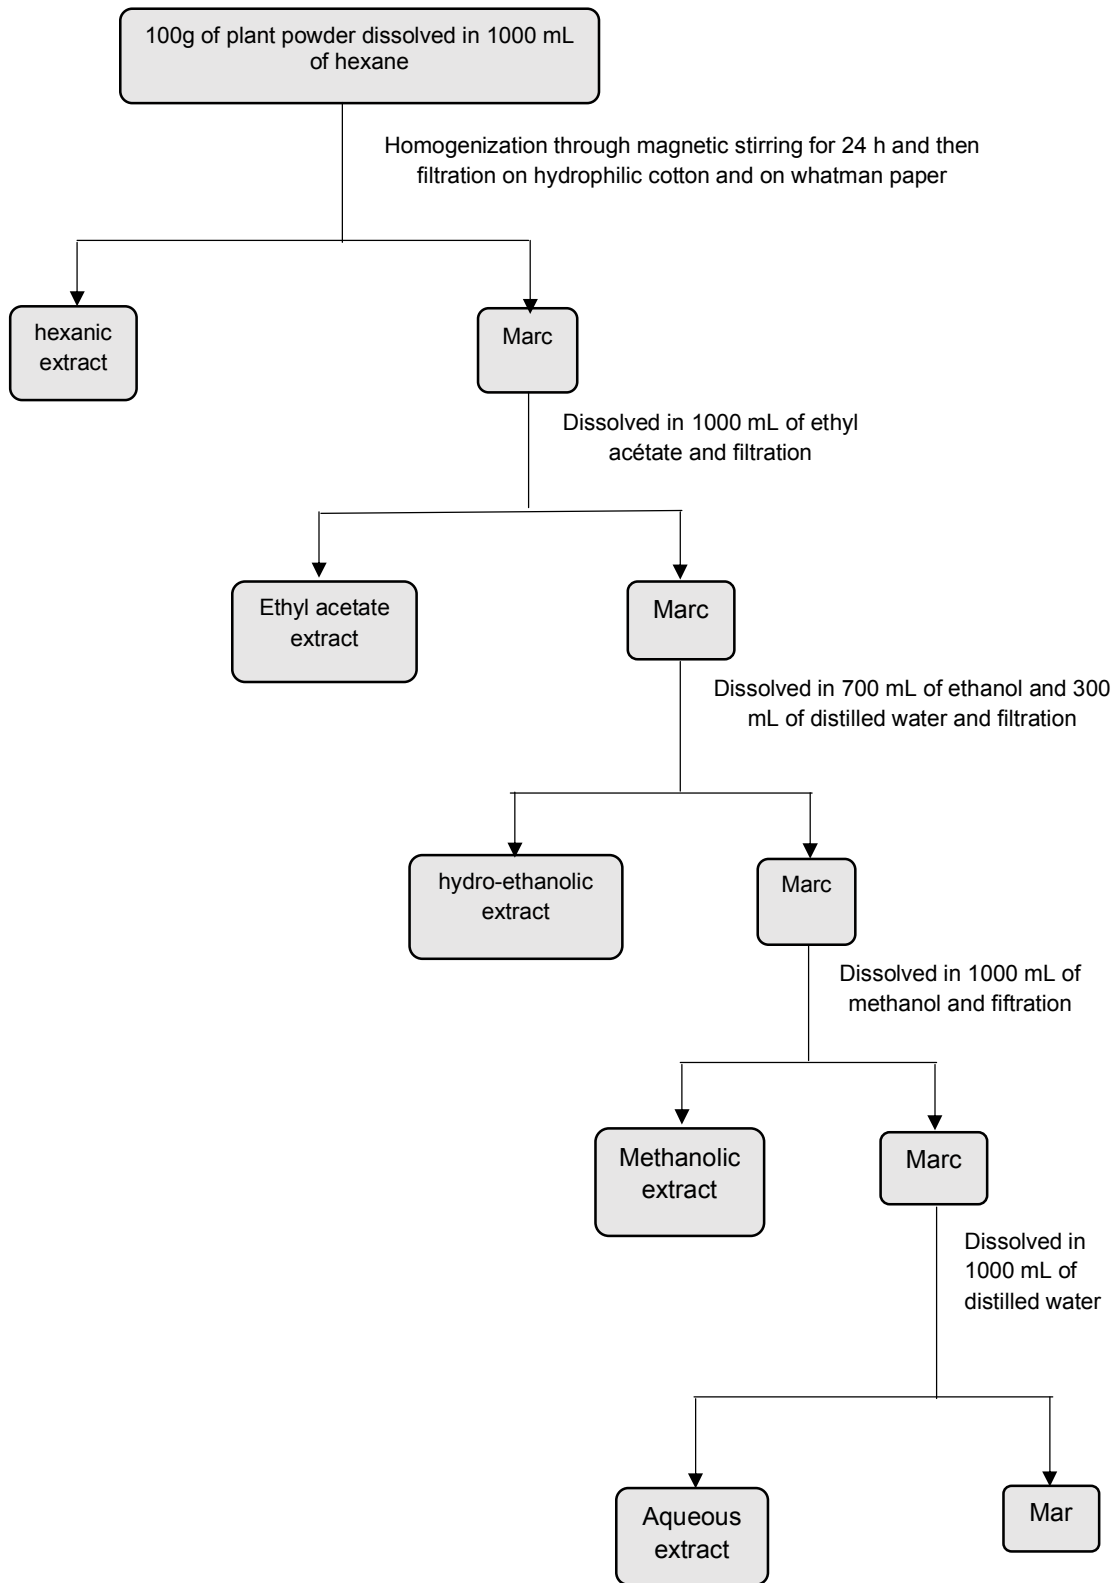 100g of plant powder dissolved in 1000 mL
of hexane
Homogenization through magnetic stirring for 24 h and then
filtration on hydrophilic cotton and on whatman paper
hexanic
extract
Marc
Dissolved in 1000 mL of ethyl
acétate and filtration
Ethyl acetate
extract
Marc
Dissolved in 700 mL of ethanol and 300
mL of distilled water and filtration
hydro-ethanolic
extract
Marc
Dissolved in 1000 mL of
methanol and fiftration
Methanolic
extract
Marc
Dissolved in
1000 mL of
distilled water
Aqueous
extract
Mar